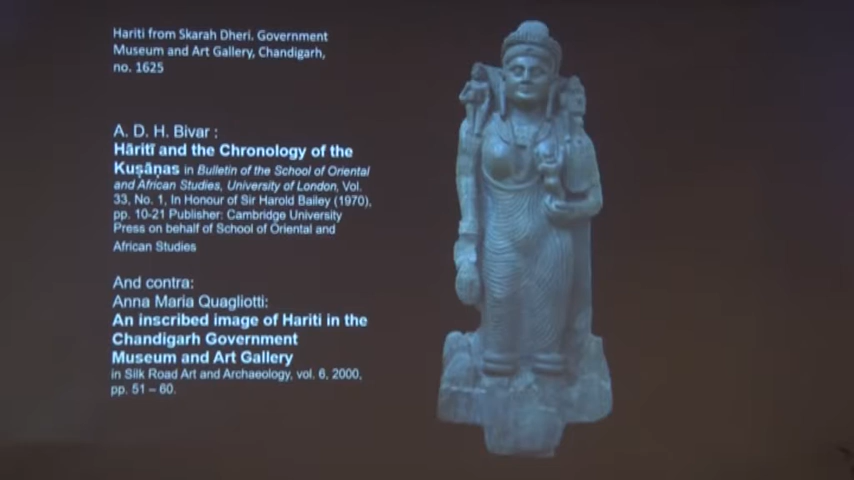 Hariti from Skarah Dheri. Government
Museum and Art Gallery, Chandigarh,
no. 1625
A. D. H. Bivar :
Hāritī and the Chronology of the
Kuṣāṇas in Bulletin of the School of Oriental
and African Studies, University of London, Vol.
33, No. 1, In Honour of Sir Harold Bailey (1970),
pp. 10-21 Publisher: Cambridge University
Press on behalf of School of Oriental and
African Studies
And contra:
Anna Maria Quagliotti:
An inscribed image of Hariti in the
Chandigarh Government
Museum and Art Gallery
in Silk Road Art and Archaeology, vol. 6, 2000,
pp. 51 – 60.